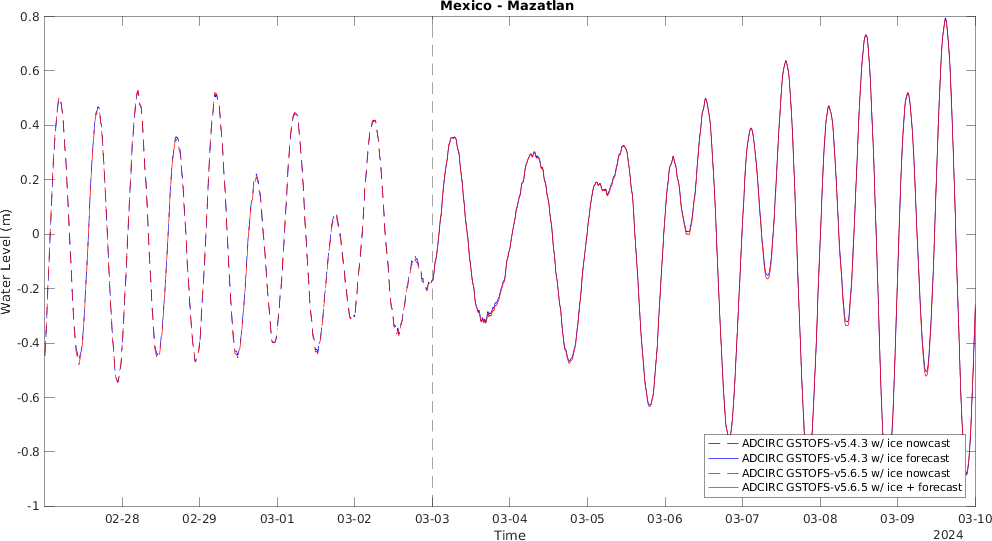 Mexico - Mazatlan
0.8
0.6
0.4
0.2
0
-0.2
-0.4
-0.6
-0.8
-1
Water Level (m)
ADCIRC GSTOFS-v5.4.3 w/ ice nowcast
ADCIRC GSTOFS-v5.4.3 w/ ice forecast
ADCIRC GSTOFS-v5.6.5 w/ ice nowcast
ADCIRC GSTOFS-v5.6.5 w/ ice + forecast
02-28 02-29 03-01 03-02 03-03 03-04 03-05 03-06 03-07 03-08 03-09 03-10
Time
2024